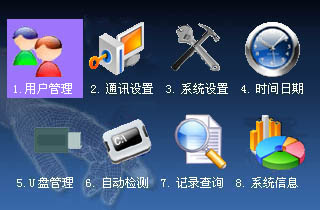 1.用户管理 2. 通讯设置 3. 系统设置 4. 时间日期
5.U盘管理 6. 自动检测 7. 记录查询 8. 系统信息